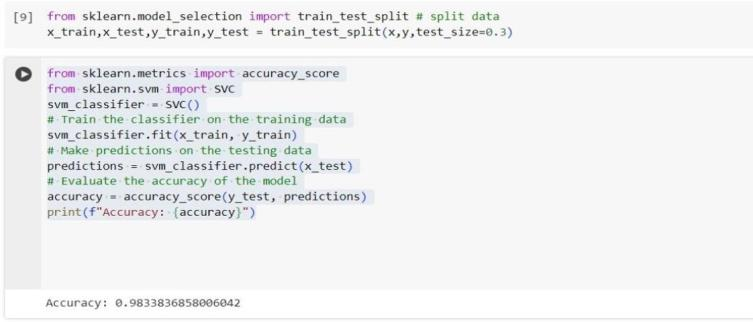 [9] from sklearn.model_selection import train_test_split # split data
x_train,x_test,y_train,y_test = train_test_split(x,y,test_size=0.3)
from sklearn.metrics import accuracy_score
from sklearn.svm import SVC
svm_classifier = SVC()
# Train the classifier on the training data
svm_classifier.fit(x_train, y_train)
# Make predictions on the testing data
predictions = svm_classifier.predict(x_test)
# Evaluate the accuracy of the model
accuracy = accuracy_score(y_test, predictions)
print(f"Accuracy: {accuracy}")
Accuracy: 0.9833836858006042